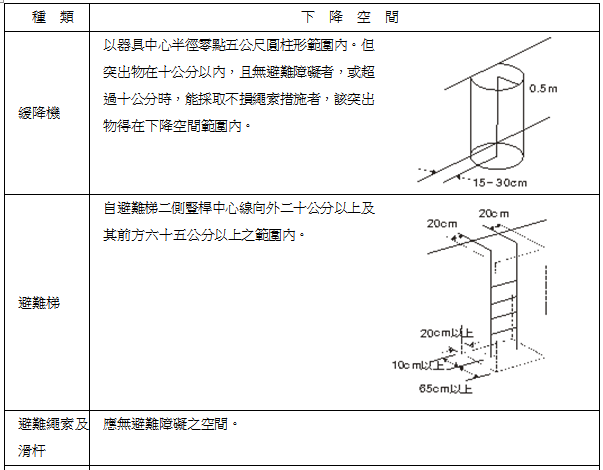 種 類
下 降 空 間
緩降機
以器具中心半徑零點五公尺圓柱形範圍內。但
突出物在十公分以內，且無避難障礙者，或超
過十公分時，能採取不損繩索措施者，該突出
物得在下降空間範圍內。
0.5m
15-30cm
避難梯
自避難梯二側豎桿中心線向外二十公分以上及
其前方六十五公分以上之範圍內。
20cm
20cm
20cm以上
10cm以上
65cm以上
避難繩索及
滑杆
應無避難障礙之空間。